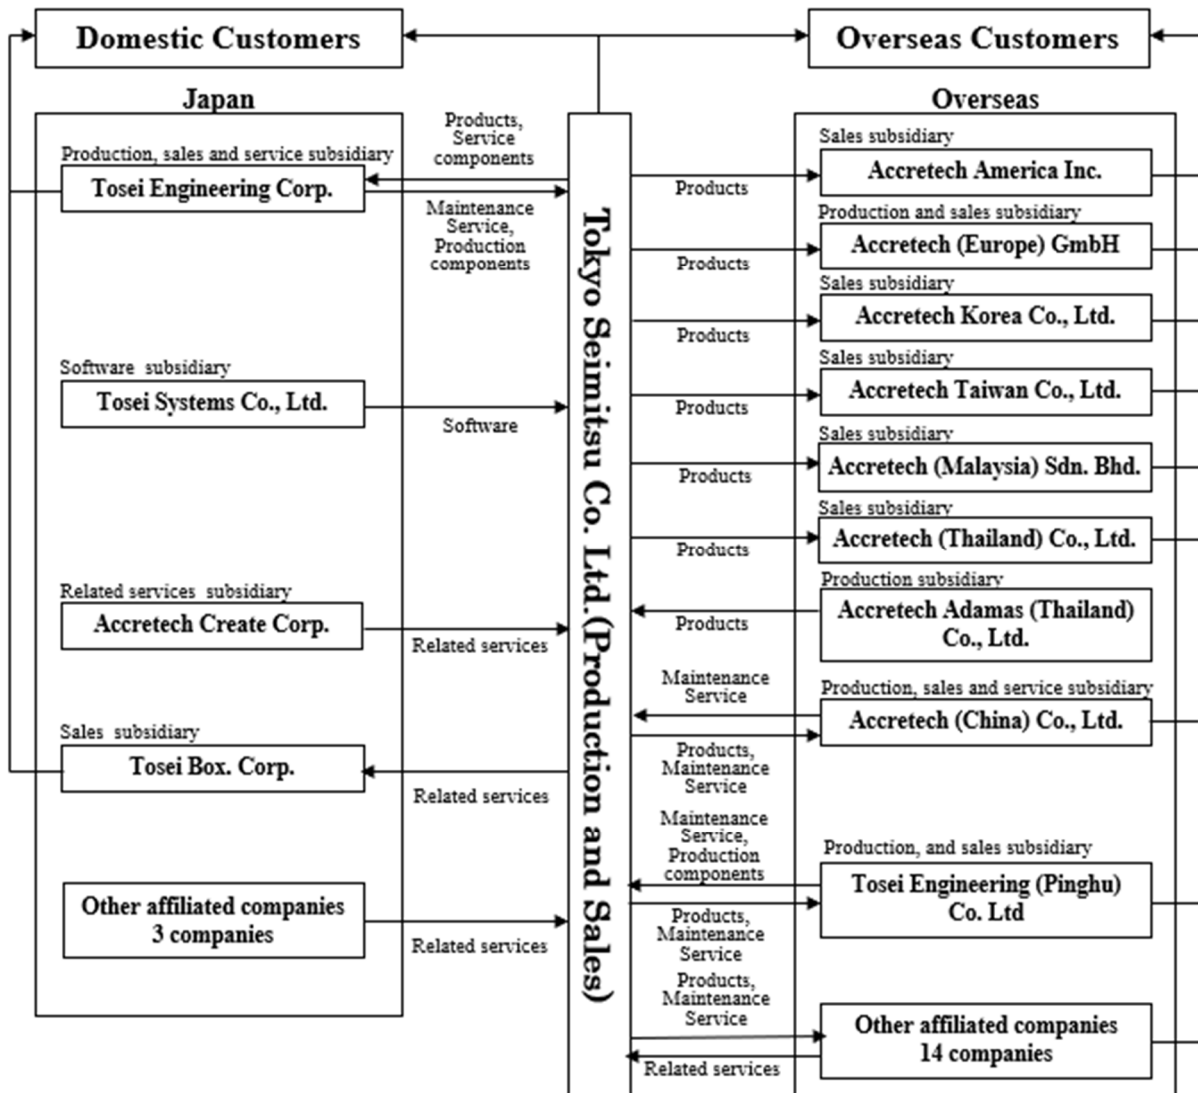 Domestic Customers
Overseas Customers
Japan
Production, sales and service subsidiary
Tosei Engineering Corp.
Software subsidiary
Tosei Systems Co., Ltd.
Related services subsidiary
Accretech Create Corp.
Sales subsidiary
Tosei Box. Corp.
Other affiliated companies
3 companies
Products,
Service
components
Maintenance
Service,
Production
components
Software
Related services
Related services
Related services
Tokyo Seimitsu Co. Ltd.(Production and Sales)
Products
Products
Products
Products
Products
Products
Products
Maintenance
Service
Products,
Maintenance
Service
Maintenance
Service,
Production
components
Products,
Maintenance
Service
Products,
Maintenance
Service
Related services
Overseas
Sales subsidiary
Accretech America Inc.
Production and sales subsidiary
Accretech (Europe) GmbH
Sales subsidiary
Accretech Korea Co., Ltd.
Sales subsidiary
Accretech Taiwan Co., Ltd.
Sales subsidiary
Accretech (Malaysia) Sdn. Bhd.
Sales subsidiary
Accretech (Thailand) Co., Ltd.
Production subsidiary
Accretech Adamas (Thailand)
Co., Ltd.
Production, sales and service subsidiary
Accretech (China) Co., Ltd.
Production, and sales subsidiary
Tosei Engineering (Pinghu)
Co. Ltd
Other affiliated companies
14 companies